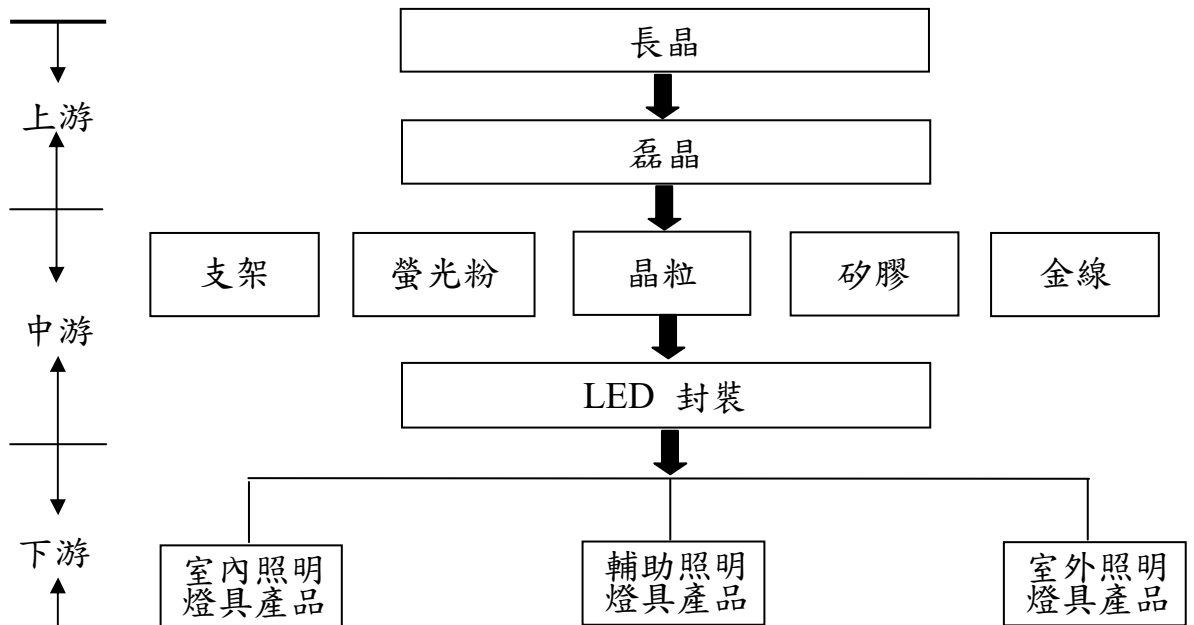 長晶
上游
磊晶
支架
螢光粉
晶粒
矽膠
金線
中游
LED 封裝
下游
室內照明
燈具產品
輔助照明
燈具產品
室外照明
燈具產品